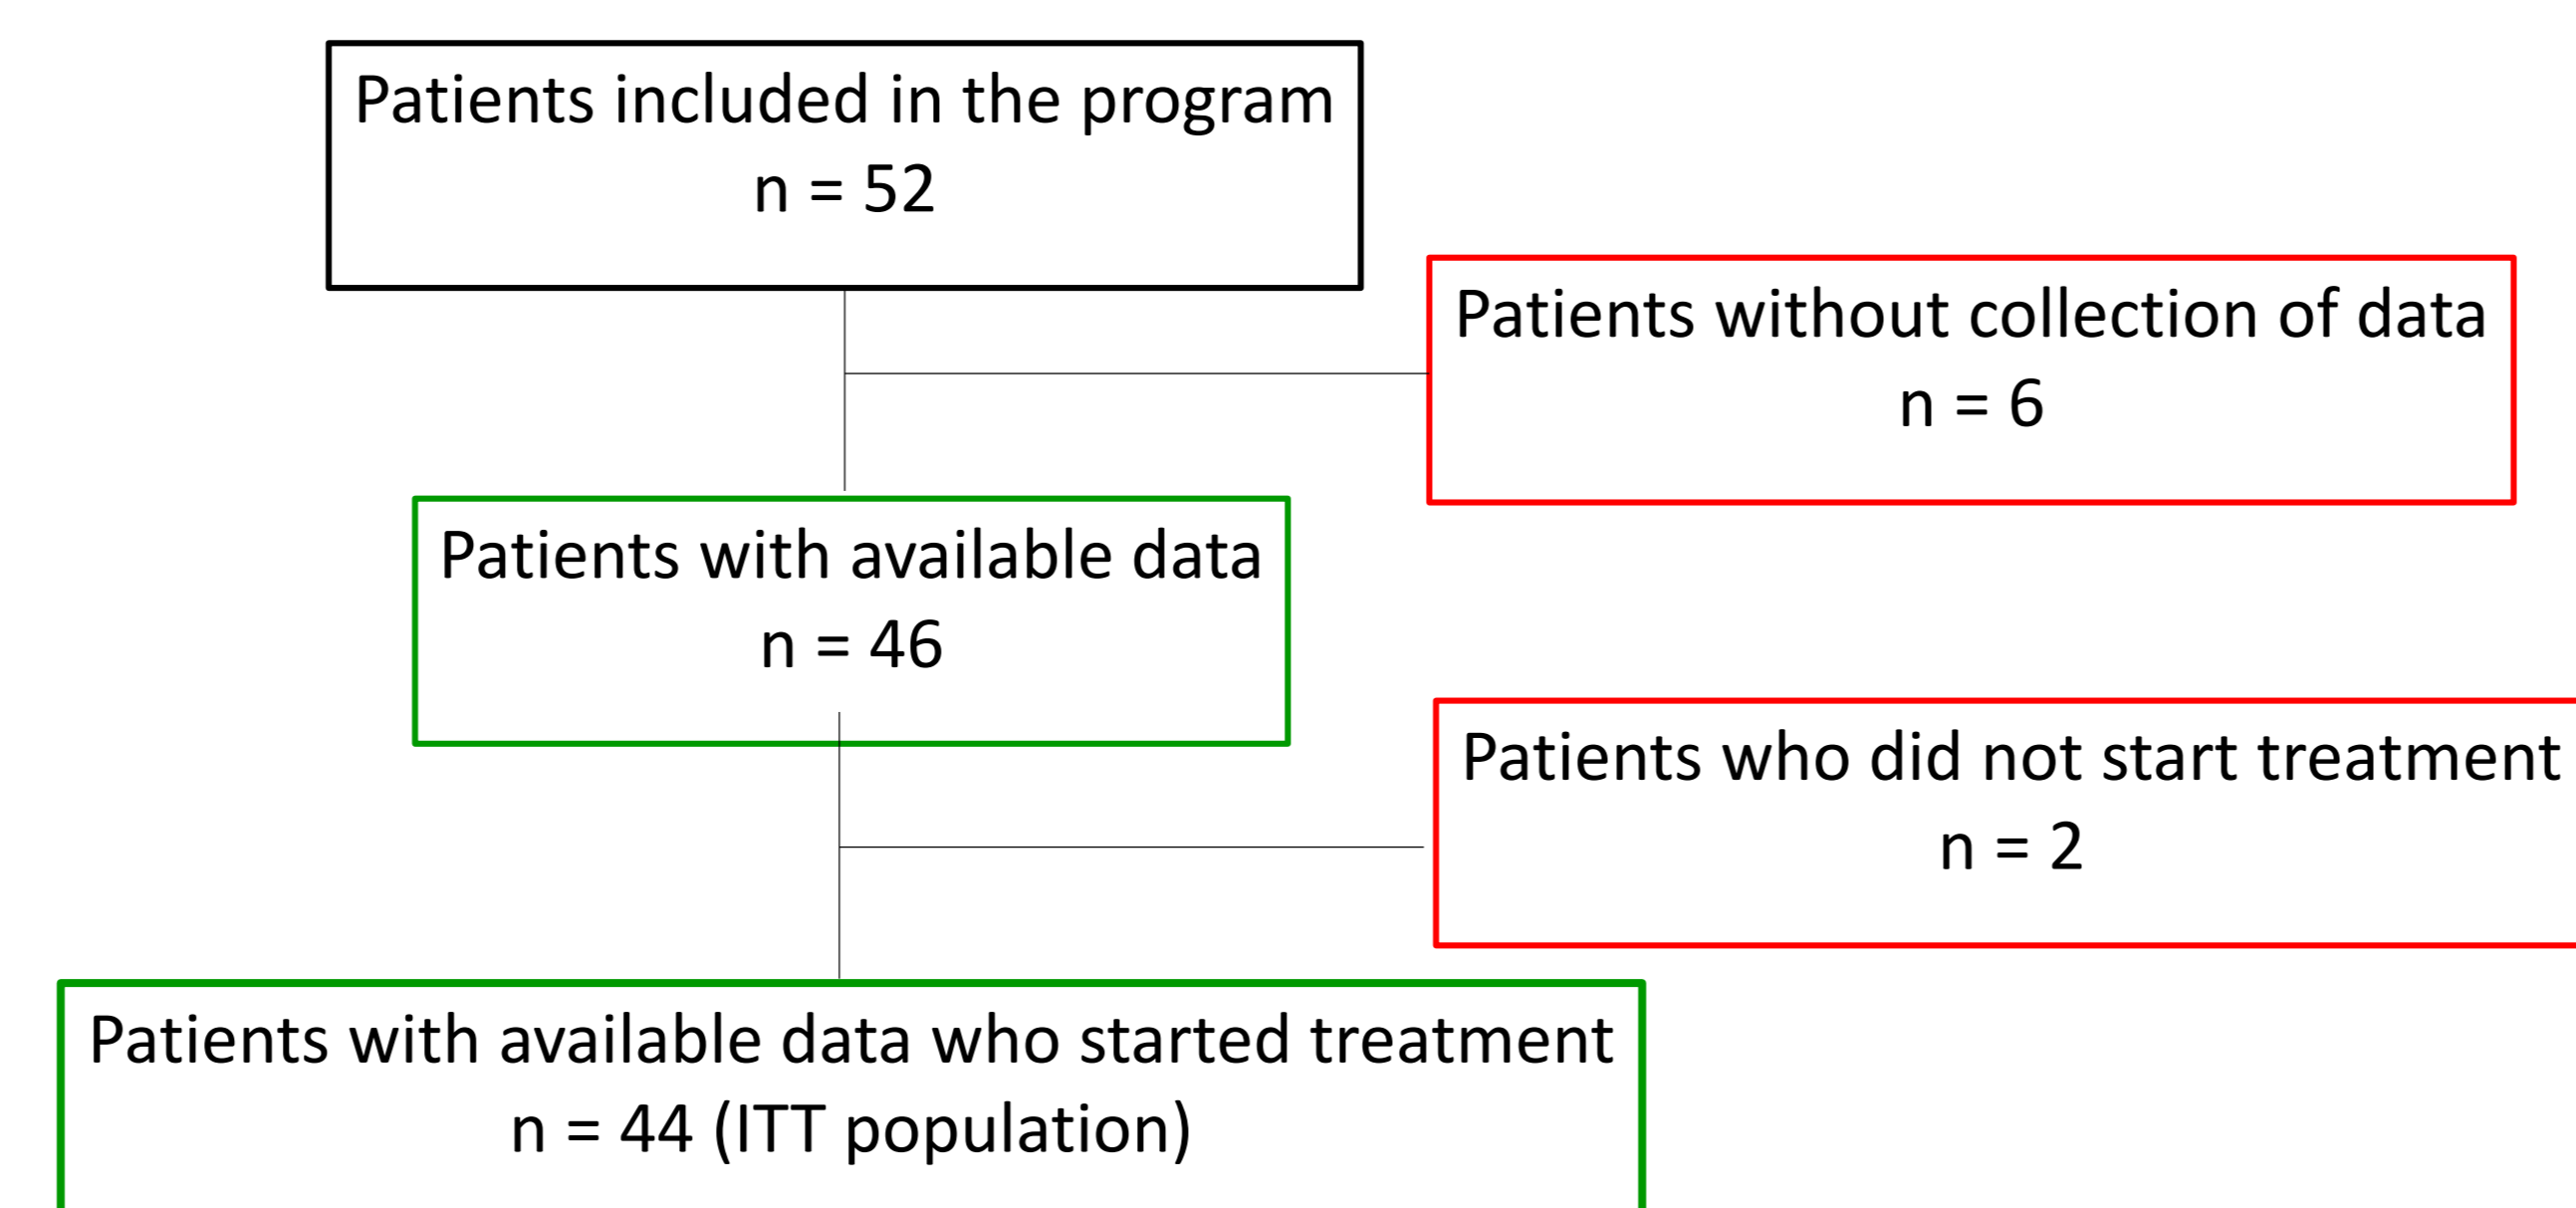 Patients included in the program
n = 52
Patients without collection of data
n = 6
Patients with available data
n = 46
Patients who did not start treatment
n = 2
Patients with available data who started treatment
n = 44 (ITT population)